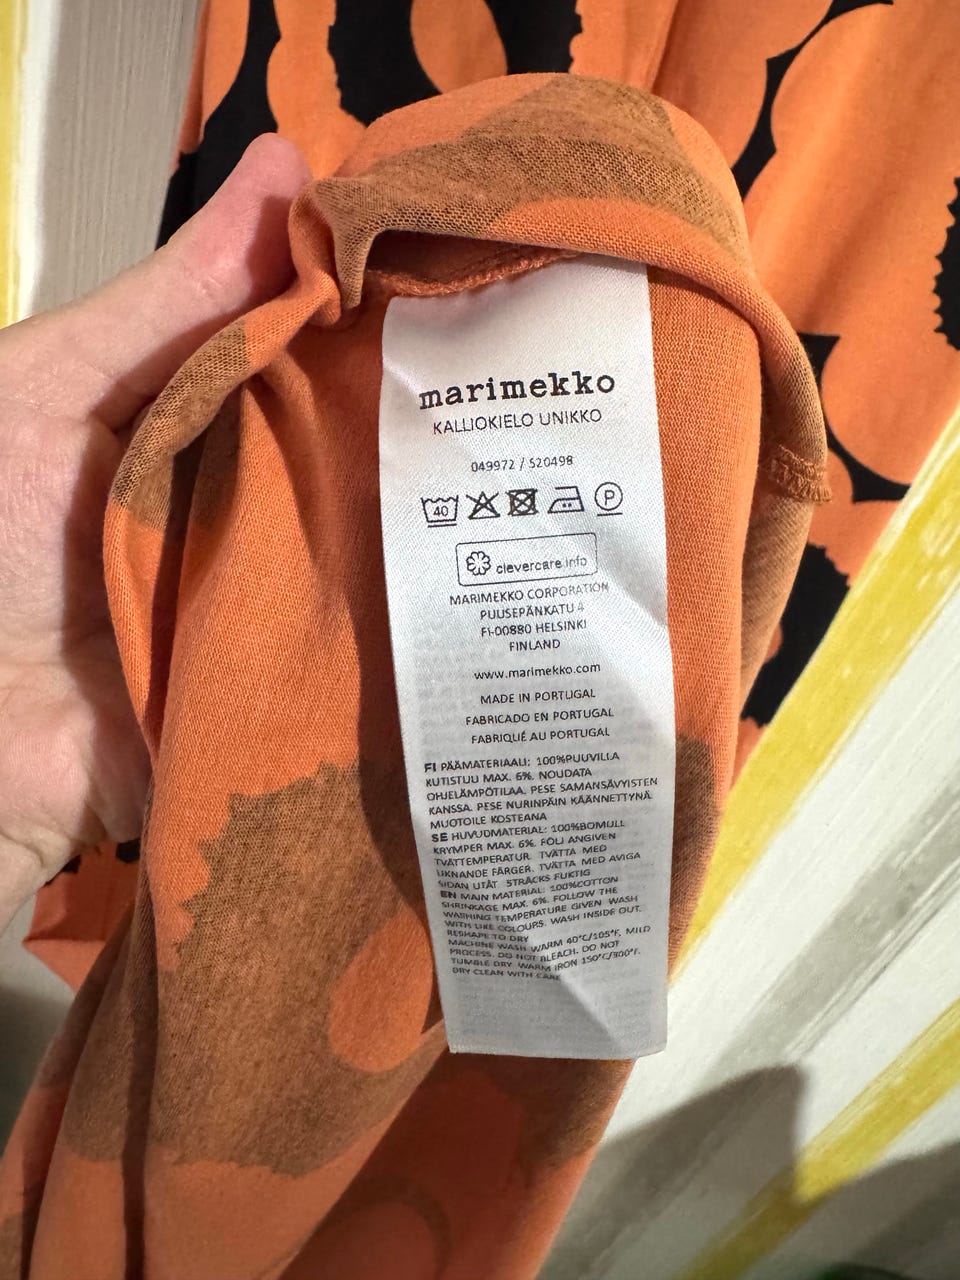 marimekko
KALLIOKIELO UNIKKO
049972 / 520498
40 P
clevercare.info
MARIMEKKO CORPORATION
PUUSEPÄNKATU 4
FI-00880 HELSINKI
FINLAND
www.marimekko.com
MADE IN PORTUGAL
FABRICADO EN PORTUGAL
FABRIQUÉ AU PORTUGAL
FI PÄÄMATERIAALI: 100%PUUVILLA
KUTISTUU MAX. 6%. NOUDATA
OHJELÄMPÖTILAA. PESE SAMANSÄVYISTEN
KANSSA. PESE NURINPÄIN KÄÄNNETTYNÄ.
MUOTOILE KOSTEANA
SE HUVUDMATERIAL: 100%BOMULL
KRYMPER MAX. 6%. FÖLJ ANGIVEN
TVÄTTEMPERATUR. TVÄTTA MED
LIKNANDE FÄRGER. TVÄTTA MED AVIGA
SIDAN UTÅT. STRÄCKS FUKTIG
EN MAIN MATERIAL: 100%COTTON
SHRINKAGE MAX. 6%. FOLLOW THE
WASHING TEMPERATURE GIVEN. WASH
WITH LIKE COLOURS. WASH INSIDE OUT.
RESHAPE TO DRY
MACHINE WASH WARM 40°C/105°F, MILD
PROCESS. DO NOT BLEACH. DO NOT
TUMBLE DRY. WARM IRON 150°C/300°F.
DRY CLEAN WITH CARE